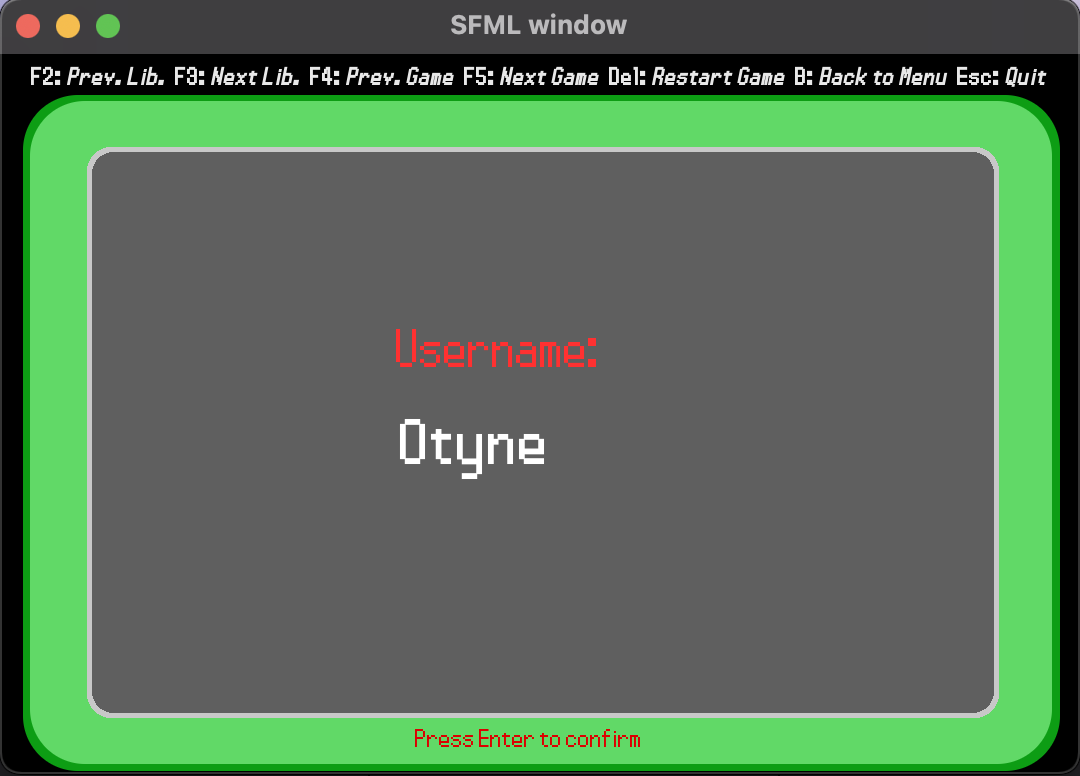 SFML window
F2: Prev. Lib. F3: Next Lib. F4: Prev. Game F5: Next Game Del: Restart Game B: Back to Menu Esc: Quit
Username:
Otyne
Press Enter to confirm